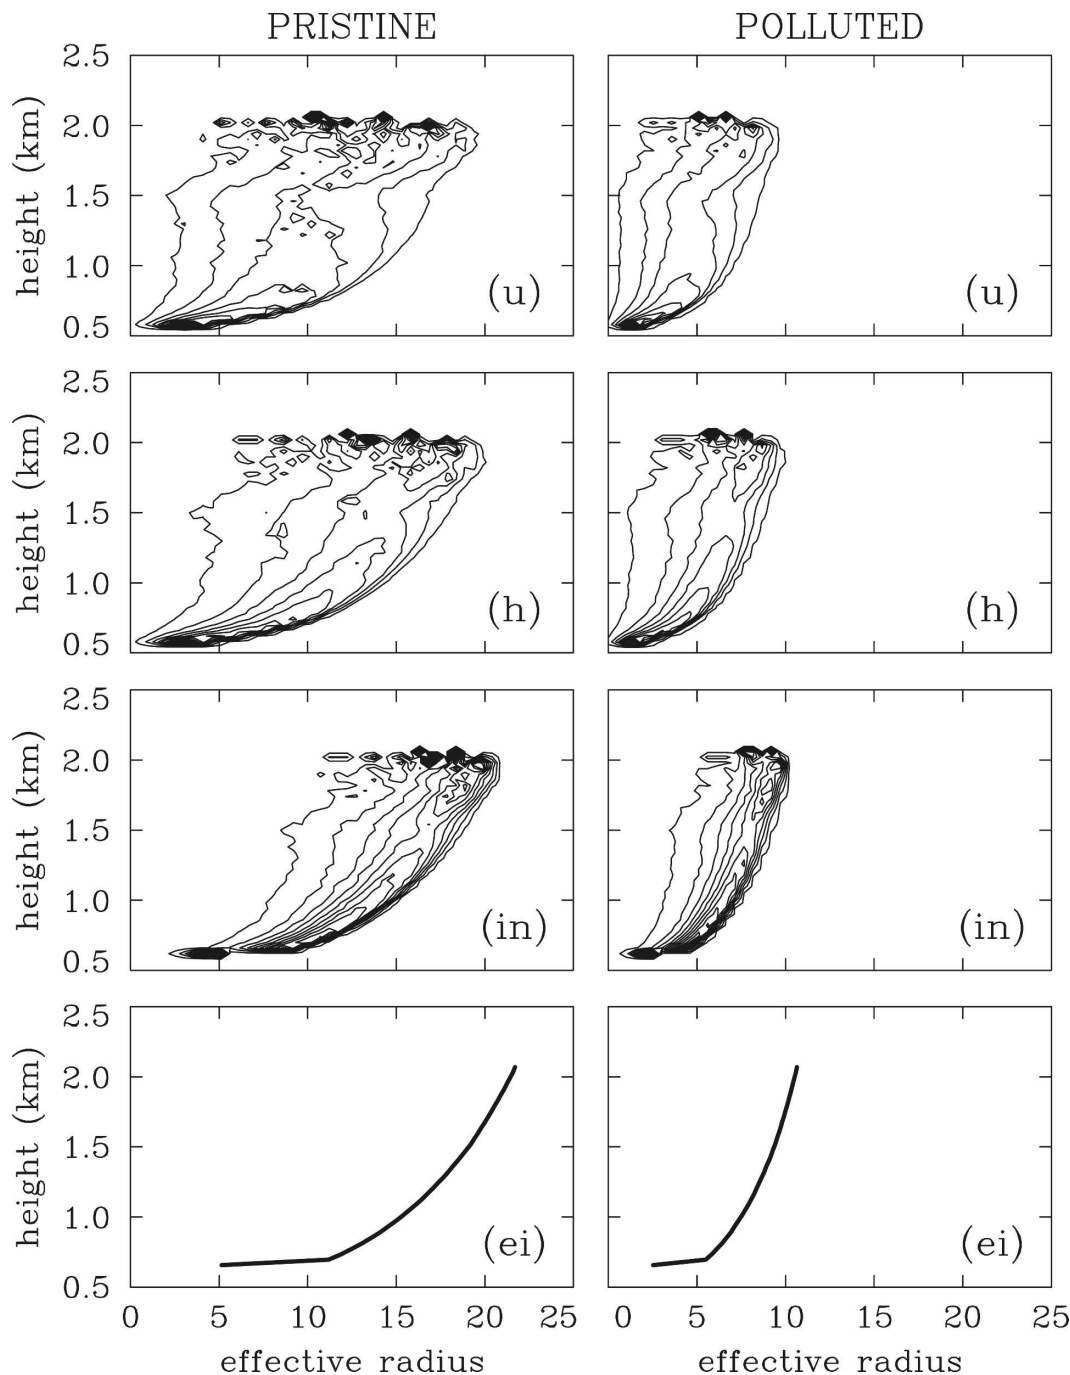 PRISTINE POLLUTED
2.5
2.0
1.5
1.0
0.5
height (km)
(u) (u)
2.5
2.0
1.5
1.0
0.5
height (km)
(h) (h)
2.5
2.0
1.5
1.0
0.5
height (km)
(in) (in)
2.5
2.0
1.5
1.0
0.5
height (km)
(ei) (ei)
0 5 10 15 20 25 0 5 10 15 20 25
effective radius effective radius